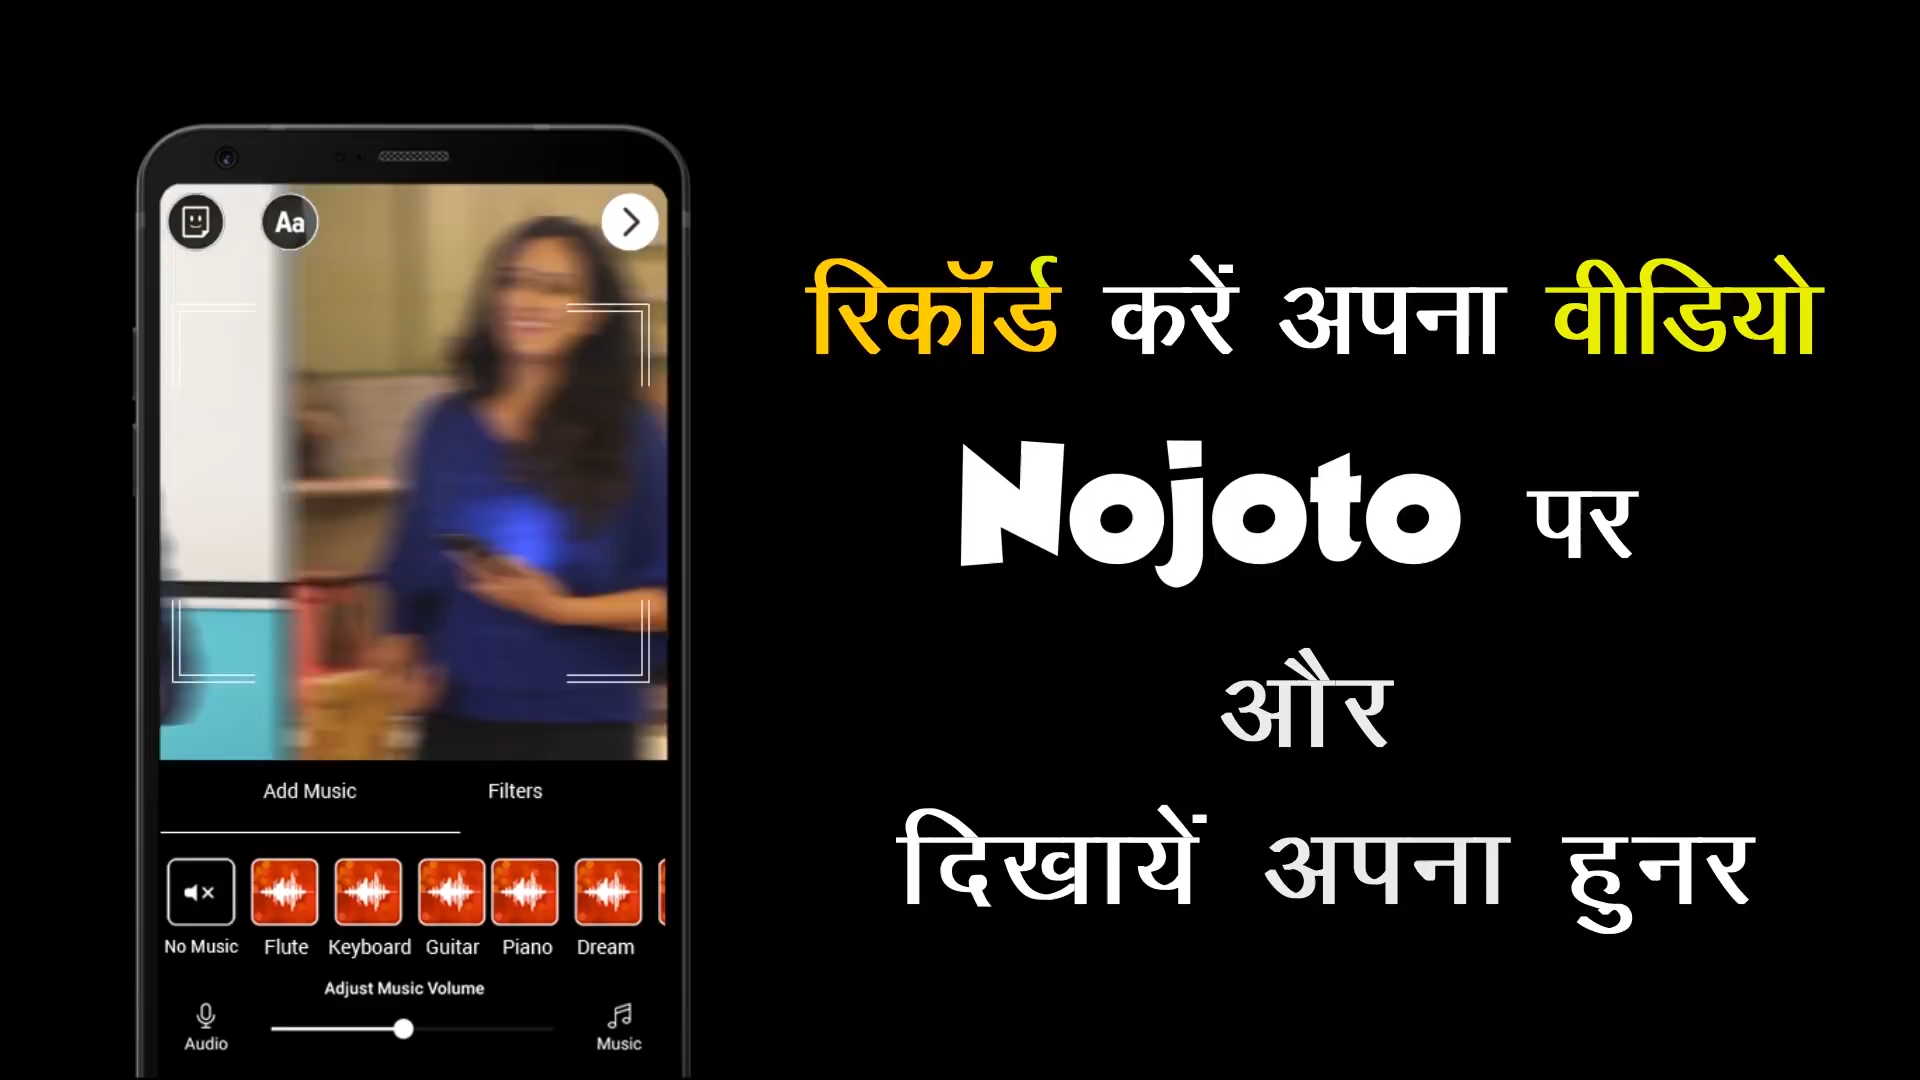 Aa
Add Music Filters
No Music Flute Keyboard Guitar Piano Dream
Adjust Music Volume
Audio Music
रिकॉर्ड करें अपना वीडियो
Nojoto पर
और
दिखायें अपना हुनर